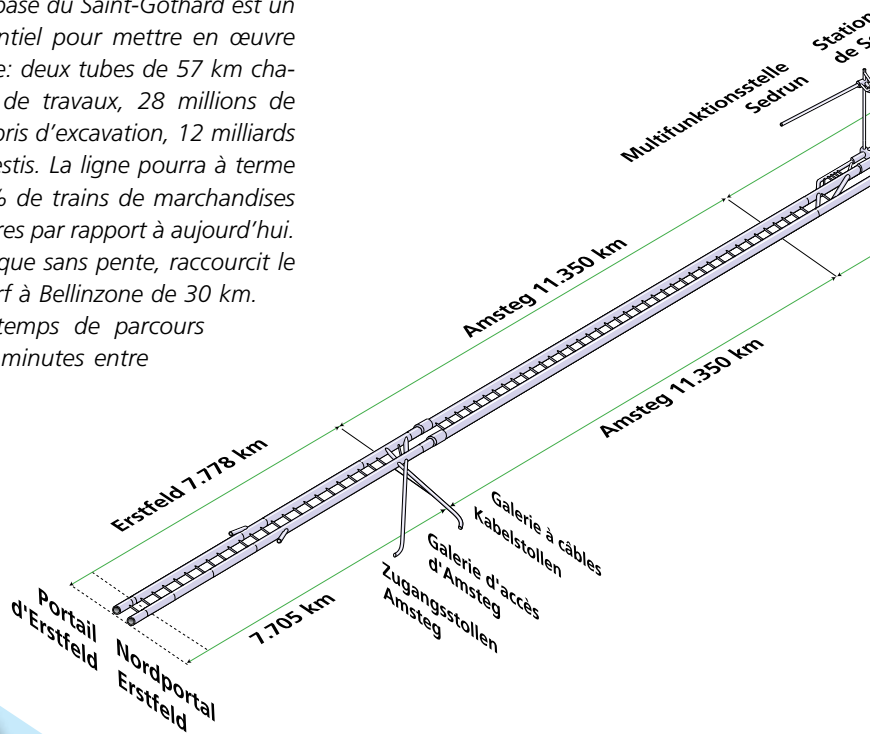 base du Saint-Gothard est un
ntiel pour mettre en œuvre
e: deux tubes de 57 km cha-
de travaux, 28 millions de
bris d'excavation, 12 milliards
estis. La ligne pourra à terme
% de trains de marchandises
res par rapport à aujourd'hui.
que sans pente, raccourcit le
rf à Bellinzone de 30 km.
temps de parcours
minutes entre
Station
de S
Multifunktionsstelle
Sedrun
Amsteg 11.350 km
Amsteg 11.350 km
Erstfeld 7.778 km
7.705 km
Galerie à câbles
Kabelstollen
Galerie d'accès
d'Amsteg
Zugangsstollen
Amsteg
Portail
d'Erstfeld
Nordportal
Erstfeld